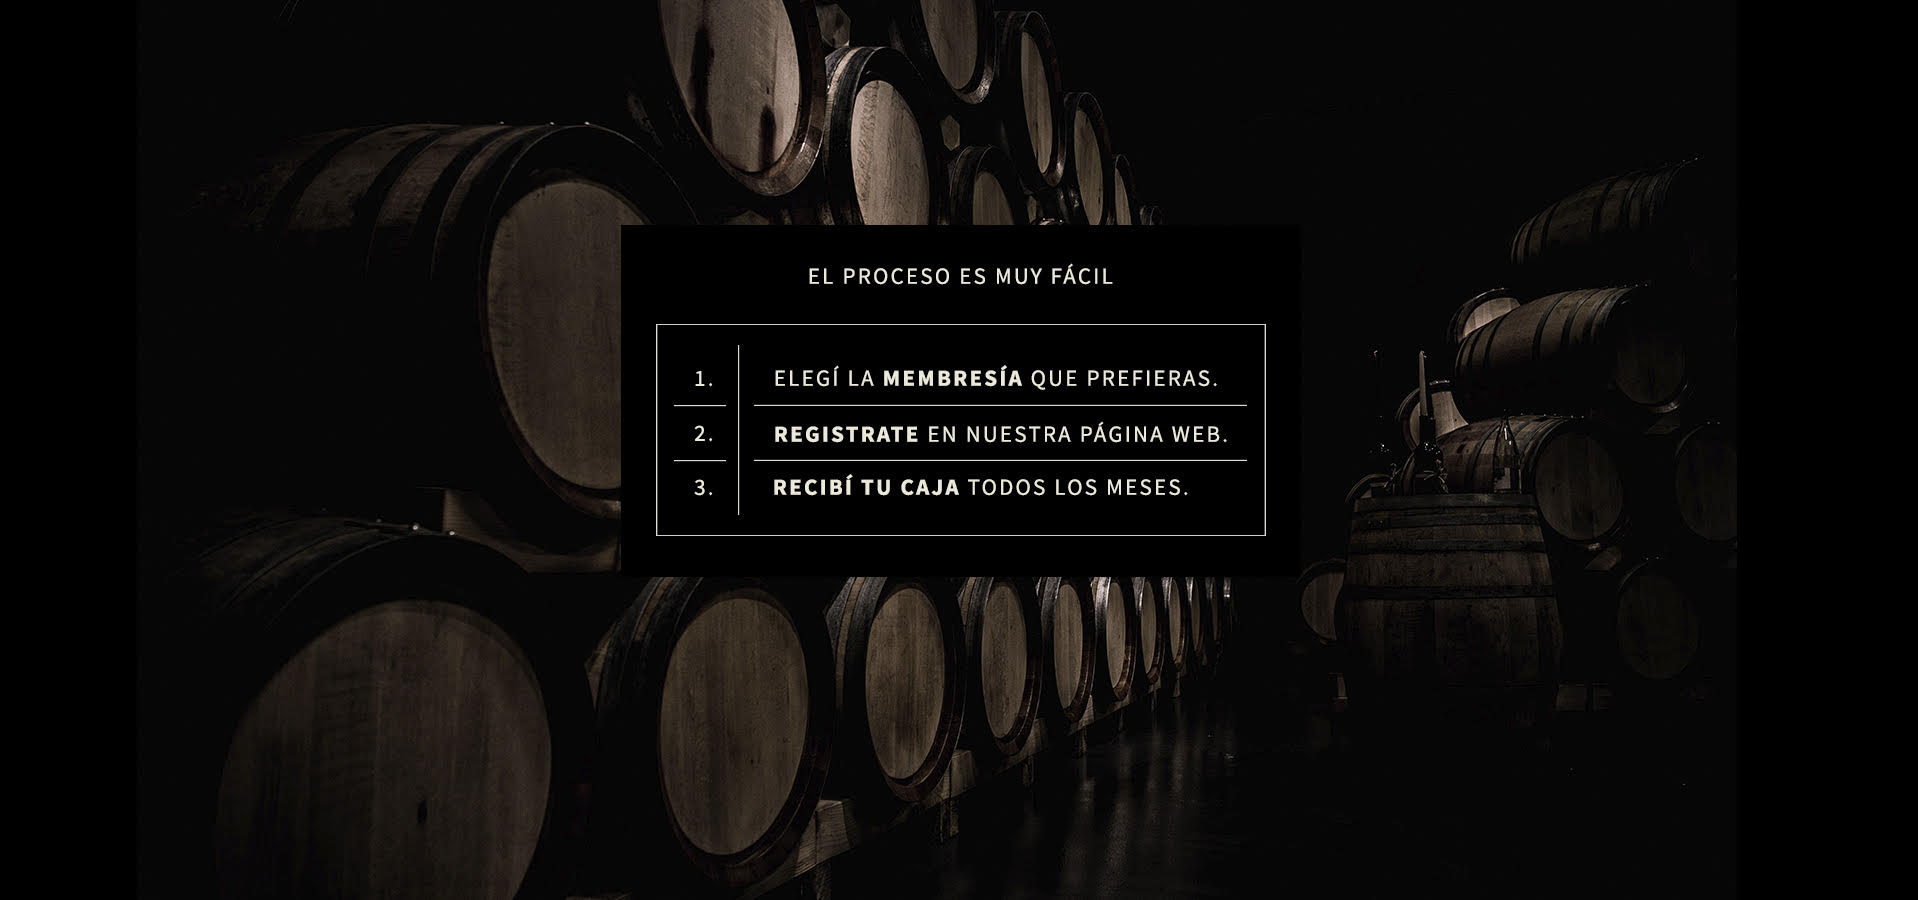 EL PROCESO ES MUY FÁCIL
1. ELEGÍ LA MEMBRESÍA QUE PREFIERAS.
2. REGISTRATE EN NUESTRA PÁGINA WEB.
3. RECIBÍ TU CAJA TODOS LOS MESES.